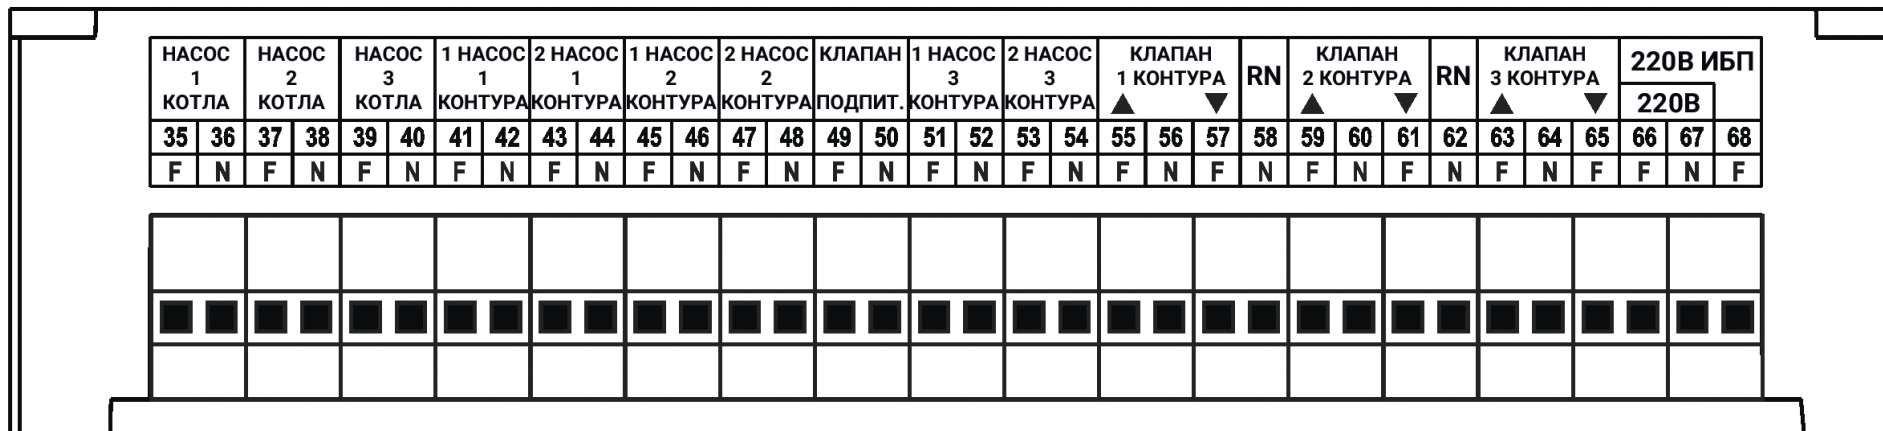 НАСОС 1 КОТЛА
НАСОС 2 КОТЛА
НАСОС 3 КОТЛА
1 НАСОС 1 КОНТУРА
2 НАСОС 1 КОНТУРА
1 НАСОС 2 КОНТУРА
2 НАСОС 2 КОНТУРА
КЛАПАН ПОДПИТ.
1 НАСОС 3 КОНТУРА
2 НАСОС 3 КОНТУРА
КЛАПАН 1 КОНТУРА ▲ ▼
RN
КЛАПАН 2 КОНТУРА ▲ ▼
RN
КЛАПАН 3 КОНТУРА ▲ ▼
220В ИБП
220В
35 36 37 38 39 40 41 42 43 44 45 46 47 48 49 50 51 52 53 54 55 56 57 58 59 60 61 62 63 64 65 66 67 68
F N F N F N F N F N F N F N F N F N F N F N F N F N F N F N F F N F